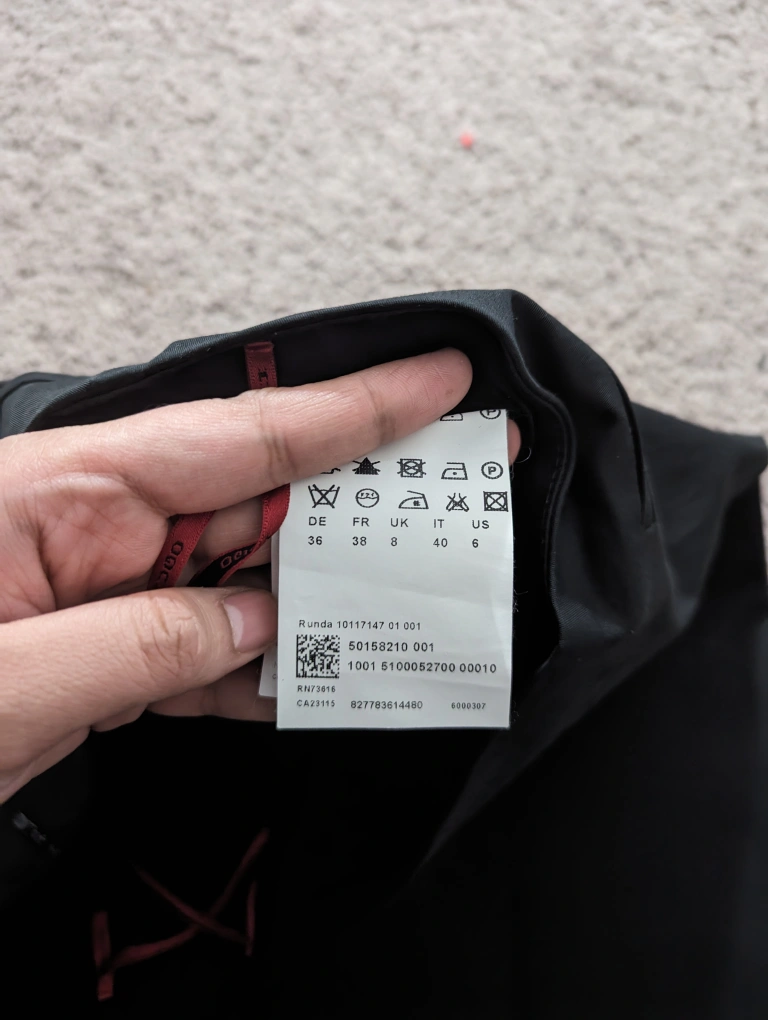 DE FR UK IT US
36 38 8 40 6
Runda 10117147 01 001
50158210 001
1001 5100052700 00010
RN73616
CA23115 827783614480 6000307